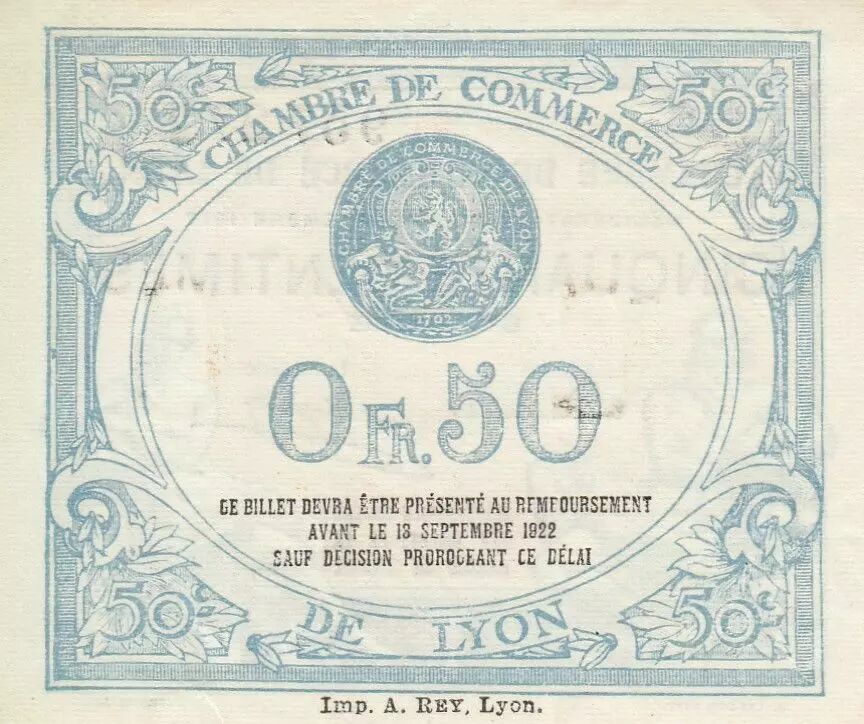 50c 50c
CHAMBRE DE COMMERCE
CHAMBRE DE COMMERCE DE LYON
1702
0 FR. 50
CE BILLET DEVRA ÊTRE PRÉSENTÉ AU REMBOURSEMENT
AVANT LE 13 SEPTEMBRE 1922
SAUF DÉCISION PROROGEANT CE DÉLAI
50c 50c
DE LYON
Imp. A. REY, Lyon.